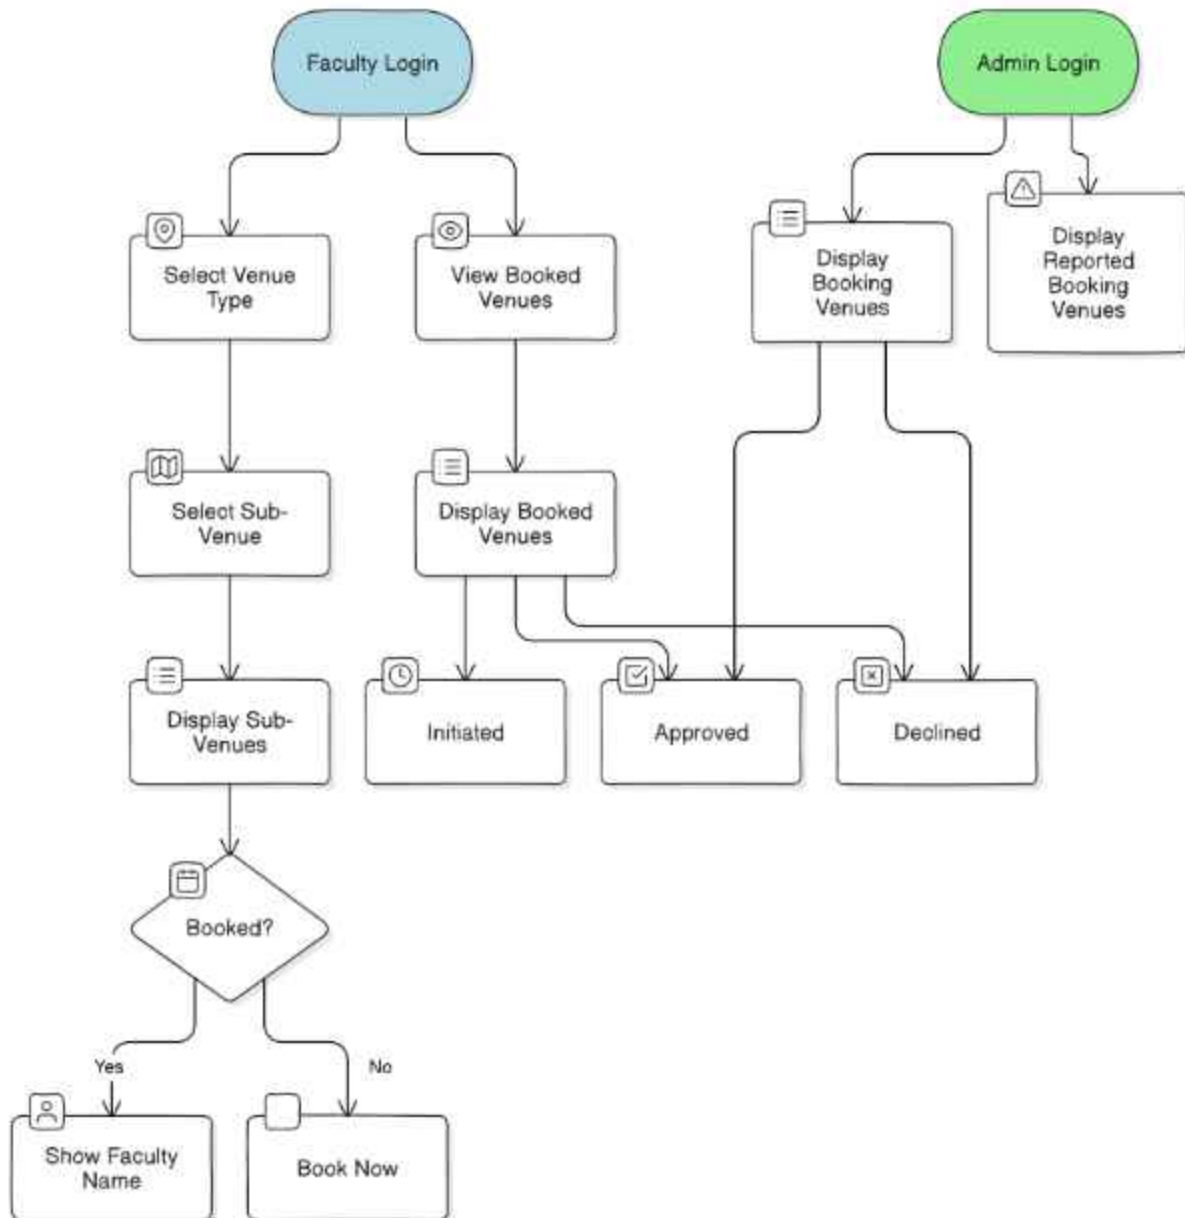 Faculty Login
Admin Login
Select Venue
Type
View Booked
Venues
Display
Booking
Venues
Display
Reported
Booking
Venues
Select Sub-
Venue
Display Booked
Venues
Display Sub-
Venues
Initiated
Approved
Declined
Booked?
Yes
No
Show Faculty
Name
Book Now